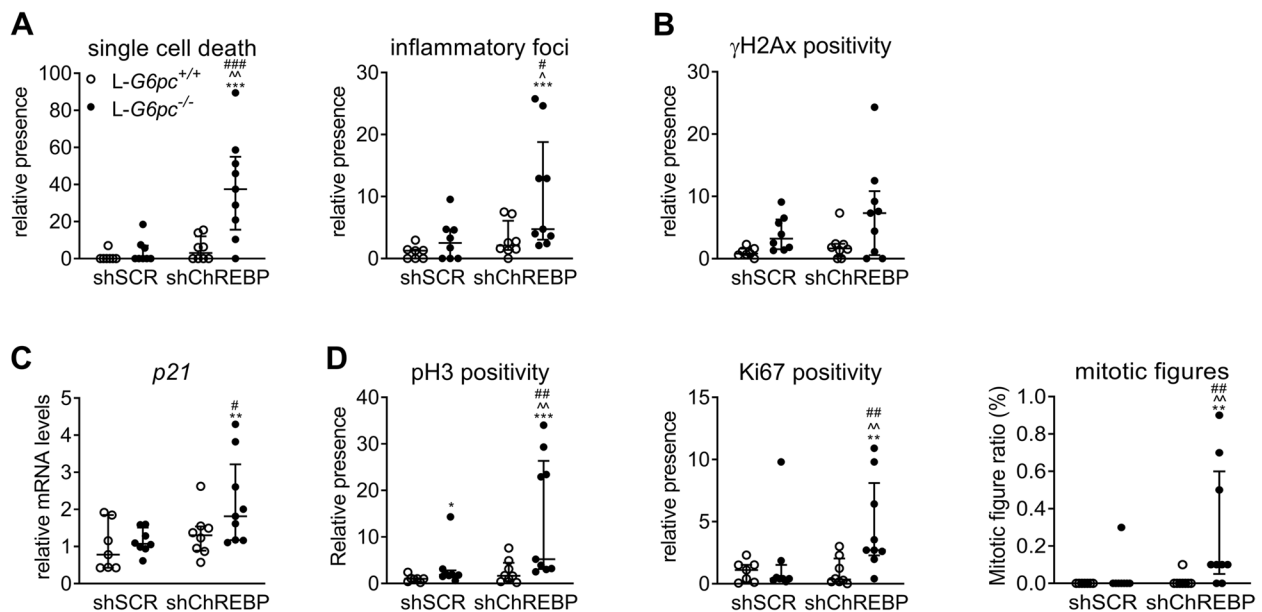 A
single cell death
relative presence
100
80
60
40
20
0
L-G6pc+/+
L-G6pc-/-
###
^^
***
shSCR shChREBP
inflammatory foci
relative presence
30
20
10
0
#
^
***
shSCR shChREBP
B
γH2Ax positivity
relative presence
30
20
10
0
shSCR shChREBP
C
p21
relative mRNA levels
5
4
3
2
1
0
#
**
shSCR shChREBP
D
pH3 positivity
Relative presence
40
30
20
10
0
*
##
^^
***
shSCR shChREBP
Ki67 positivity
relative presence
15
10
5
0
##
^^
**
shSCR shChREBP
mitotic figures
Mitotic figure ratio (%)
1.0
0.8
0.6
0.4
0.2
0.0
##
^^
**
shSCR shChREBP